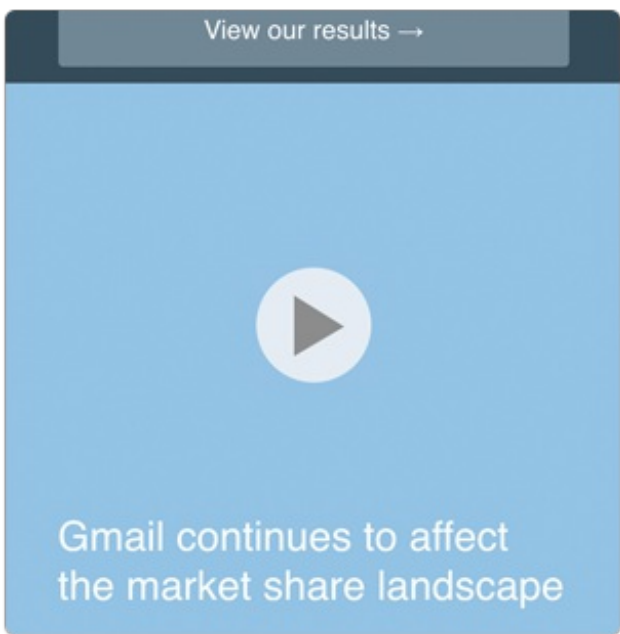 View our results →
Gmail continues to affect
the market share landscape